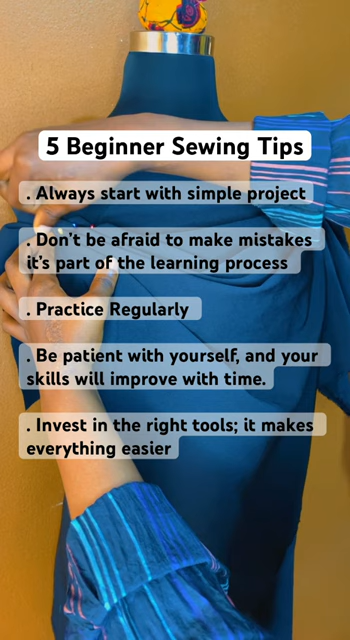 5 Beginner Sewing Tips
. Always start with simple project
. Don't be afraid to make mistakes
it's part of the learning process
. Practice Regularly
. Be patient with yourself, and your
skills will improve with time.
. Invest in the right tools; it makes
everything easier